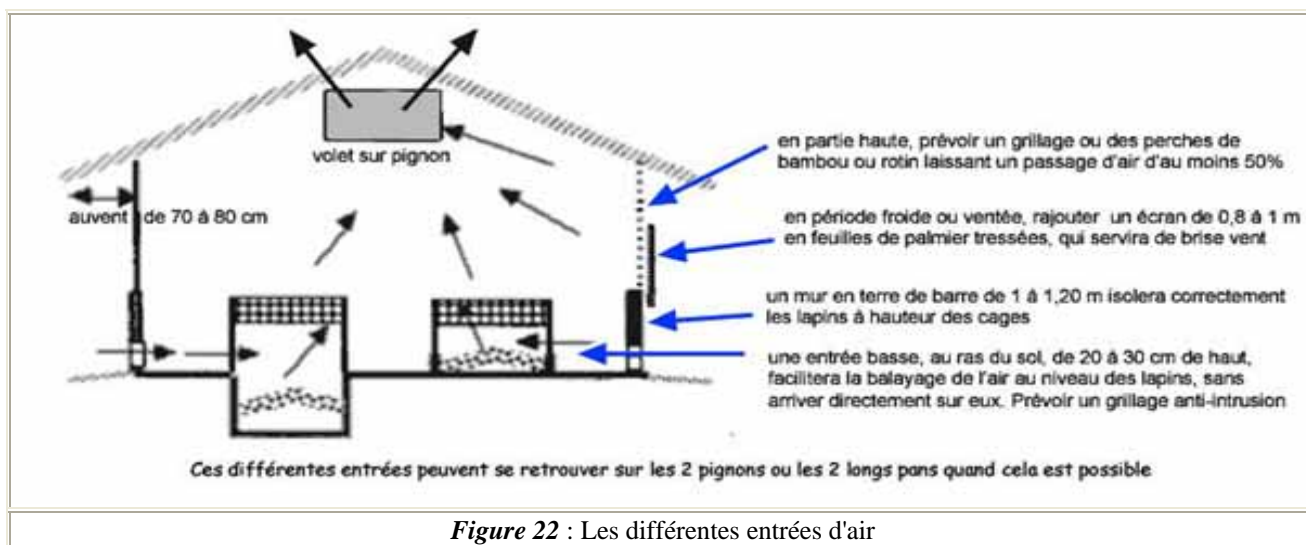 volet sur pignon
auvent de 70 à 80 cm
en partie haute, prévoir un grillage ou des perches de
bambou ou rotin laissant un passage d'air d'au moins 50%
en période froide ou ventée, rajouter un écran de 0,8 à 1 m
en feuilles de palmier tressées, qui servira de brise vent
un mur en terre de barre de 1 à 1,20 m isolera correctement
les lapins à hauteur des cages
une entrée basse, au ras du sol, de 20 à 30 cm de haut,
facilitera la balayage de l'air au niveau des lapins, sans
arriver directement sur eux. Prévoir un grillage anti-intrusion
Ces différentes entrées peuvent se retrouver sur les 2 pignons ou les 2 longs pans quand cela est possible
Figure 22 : Les différentes entrées d'air